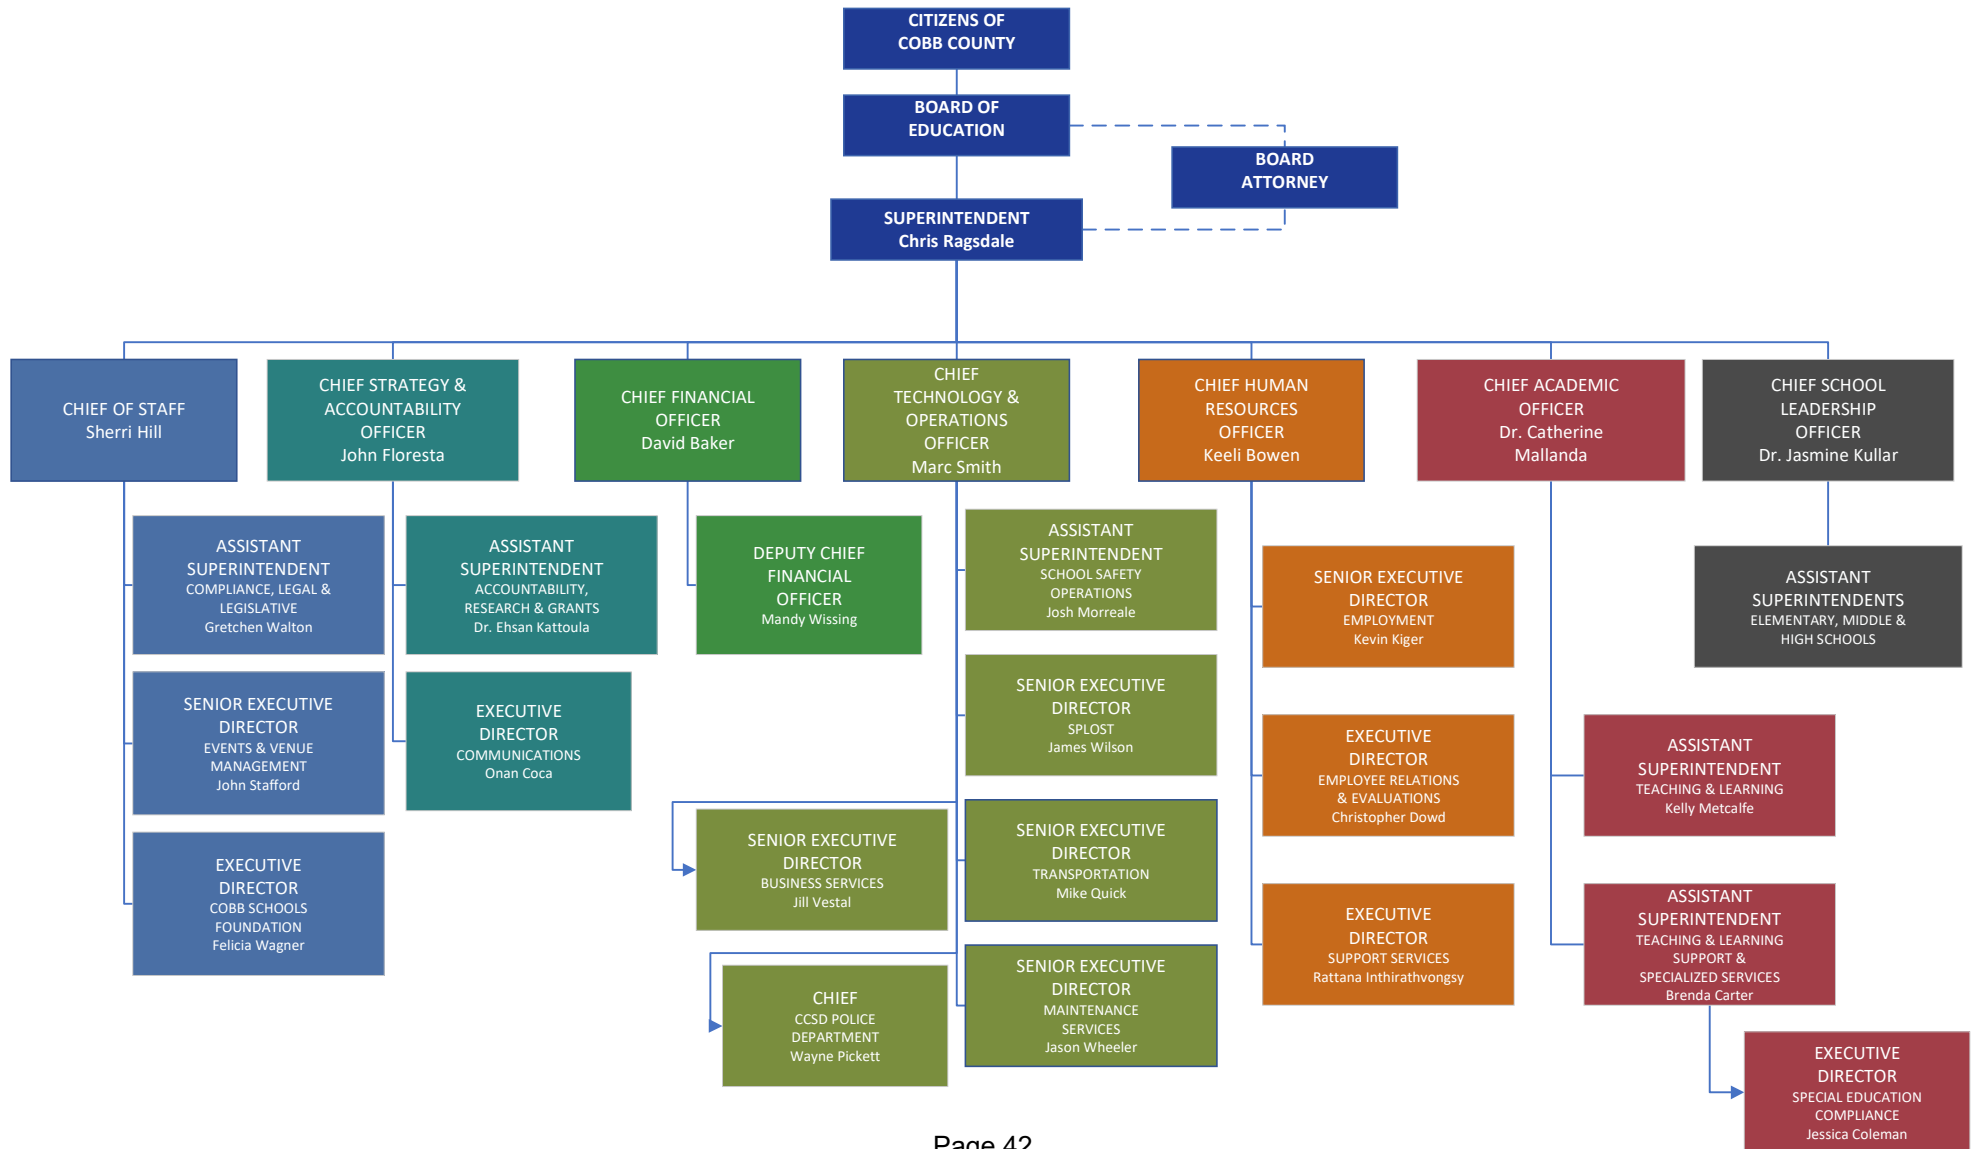 CITIZENS OF
COBB COUNTY
BOARD OF
EDUCATION
BOARD
ATTORNEY
SUPERINTENDENT
Chris Ragsdale
CHIEF OF STAFF
Sherri Hill
CHIEF STRATEGY &
ACCOUNTABILITY
OFFICER
John Floresta
CHIEF FINANCIAL
OFFICER
David Baker
CHIEF
TECHNOLOGY &
OPERATIONS
OFFICER
Marc Smith
CHIEF HUMAN
RESOURCES
OFFICER
Keeli Bowen
CHIEF ACADEMIC
OFFICER
Dr. Catherine
Mallanda
CHIEF SCHOOL
LEADERSHIP
OFFICER
Dr. Jasmine Kullar
ASSISTANT
SUPERINTENDENT
COMPLIANCE, LEGAL &
LEGISLATIVE
Gretchen Walton
SENIOR EXECUTIVE
DIRECTOR
EVENTS & VENUE
MANAGEMENT
John Stafford
EXECUTIVE
DIRECTOR
COBB SCHOOLS
FOUNDATION
Felicia Wagner
ASSISTANT
SUPERINTENDENT
ACCOUNTABILITY,
RESEARCH & GRANTS
Dr. Ehsan Kattoula
EXECUTIVE
DIRECTOR
COMMUNICATIONS
Onan Coca
DEPUTY CHIEF
FINANCIAL
OFFICER
Mandy Wissing
ASSISTANT
SUPERINTENDENT
SCHOOL SAFETY
OPERATIONS
Josh Morreale
SENIOR EXECUTIVE
DIRECTOR
SPLOST
James Wilson
SENIOR EXECUTIVE
DIRECTOR
BUSINESS SERVICES
Jill Vestal
SENIOR EXECUTIVE
DIRECTOR
TRANSPORTATION
Mike Quick
CHIEF
CCSD POLICE
DEPARTMENT
Wayne Pickett
SENIOR EXECUTIVE
DIRECTOR
MAINTENANCE
SERVICES
Jason Wheeler
SENIOR EXECUTIVE
DIRECTOR
EMPLOYMENT
Kevin Kiger
EXECUTIVE
DIRECTOR
EMPLOYEE RELATIONS
& EVALUATIONS
Christopher Dowd
EXECUTIVE
DIRECTOR
SUPPORT SERVICES
Rattana Inthirathvongsy
ASSISTANT
SUPERINTENDENT
TEACHING & LEARNING
Kelly Metcalfe
ASSISTANT
SUPERINTENDENT
TEACHING & LEARNING
SUPPORT &
SPECIALIZED SERVICES
Brenda Carter
EXECUTIVE
DIRECTOR
SPECIAL EDUCATION
COMPLIANCE
Jessica Coleman
ASSISTANT
SUPERINTENDENTS
ELEMENTARY, MIDDLE &
HIGH SCHOOLS
Page 42